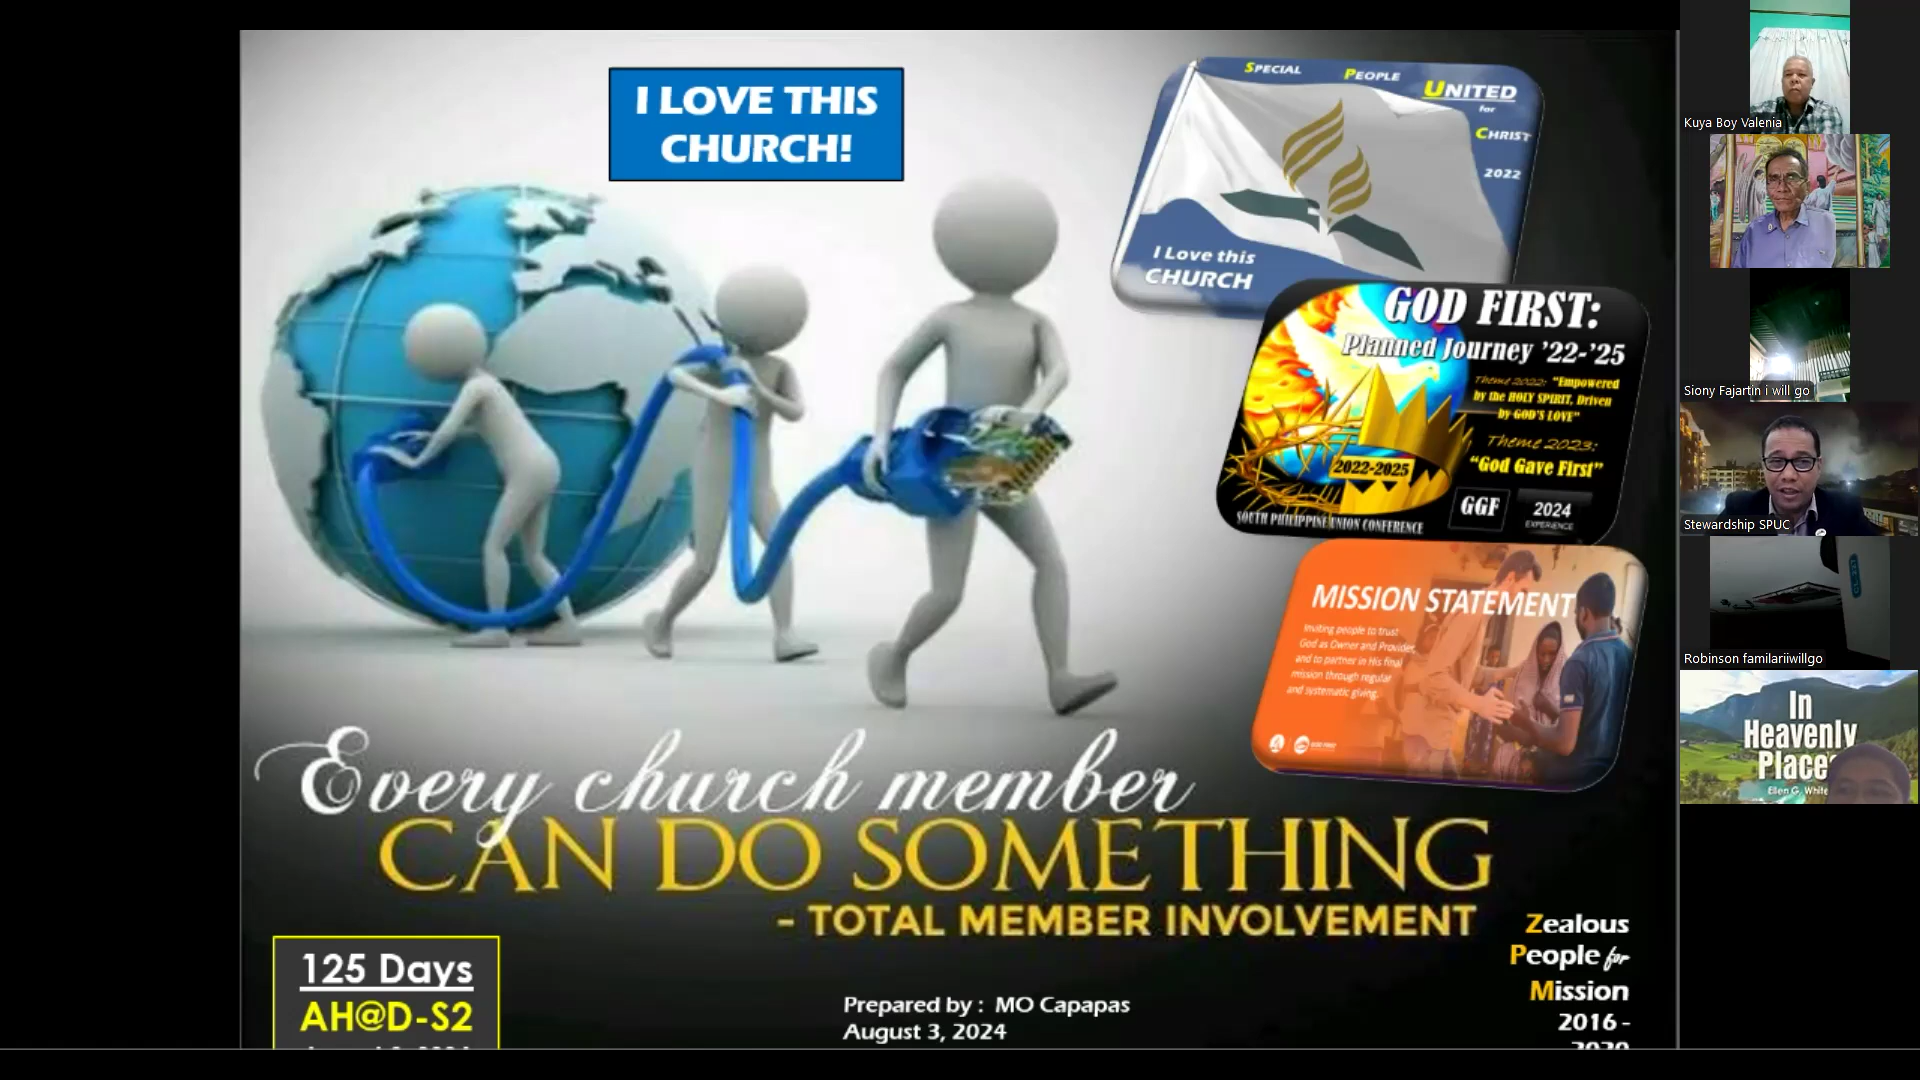 I LOVE THIS
CHURCH!
SPECIAL PEOPLE UNITED
for
CHRIST
2022
I Love this
CHURCH
GOD FIRST:
Planned Journey '22-'25
Theme 2022: "Empowered
by the HOLY SPIRIT, Driven
by GOD'S LOVE"
Theme 2023:
"God Gave First"
2022-2025
GGF
2024
EXPERIENCE
SOUTH PHILIPPINE UNION CONFERENCE
MISSION STATEMENT
Inviting people to trust
God as Owner and Provider,
and to partner in His final
mission through regular
and systematic giving.
Every church member
CAN DO SOMETHING
- TOTAL MEMBER INVOLVEMENT
125 Days
AH@D-S2
Prepared by : MO Capapas
August 3, 2024
Zealous
People for
Mission
2016 -
Kuya Boy Valenia
Siony Fajartin i will go
Stewardship SPUC
Robinson familariiwillgo
In
Heavenly
Places
Ellen G. White